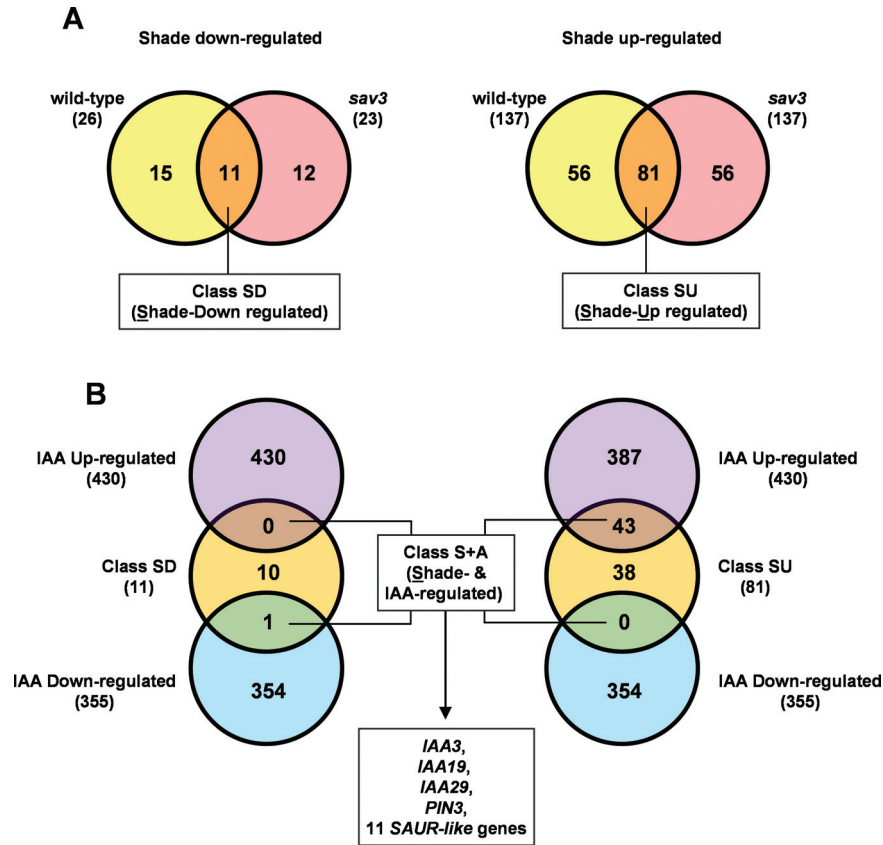 A
Shade down-regulated
wild-type
(26)
sav3
(23)
15
11
12
Class SD
(Shade-Down regulated)
Shade up-regulated
wild-type
(137)
sav3
(137)
56
81
56
Class SU
(Shade-Up regulated)
B
IAA Up-regulated
(430)
430
0
Class SD
(11)
10
1
IAA Down-regulated
(355)
354
Class S+A
(Shade- &
IAA-regulated)
IAA3,
IAA19,
IAA29,
PIN3,
11 SAUR-like genes
387
IAA Up-regulated
(430)
43
38
Class SU
(81)
0
354
IAA Down-regulated
(355)